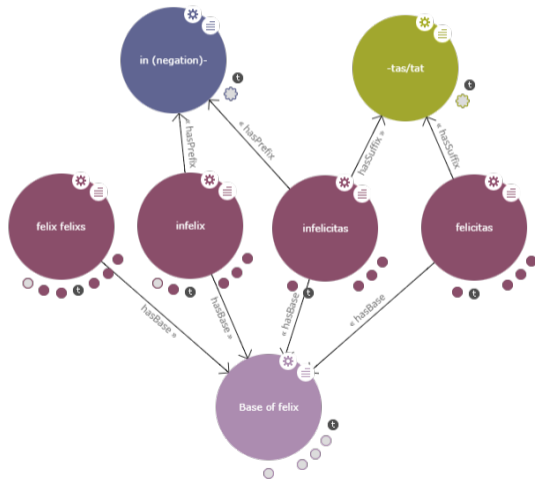 in (negation)-
-tas/tat
« hasPrefix
« hasPrefix
hasSuffix »
« hasSuffix
felix felixs
infelix
infelicitas
felicitas
t
t
t
t
t
t
hasBase »
hasBase »
« hasBase
« hasBase
Base of felix
t